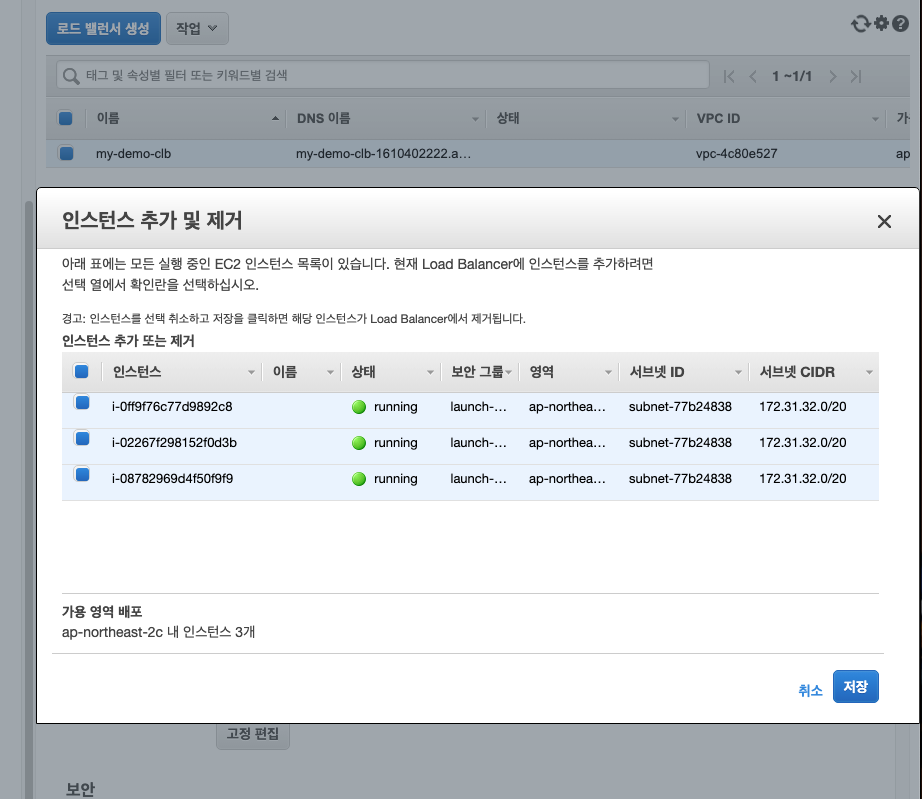 로드 밸런서 생성 작업
태그 및 속성별 필터 또는 키워드별 검색 1 ~1/1
이름 DNS 이름 상태 VPC ID 가
my-demo-clb my-demo-clb-1610402222.a... vpc-4c80e527 ap
인스턴스 추가 및 제거
아래 표에는 모든 실행 중인 EC2 인스턴스 목록이 있습니다. 현재 Load Balancer에 인스턴스를 추가하려면
선택 열에서 확인란을 선택하십시오.
경고: 인스턴스를 선택 취소하고 저장을 클릭하면 해당 인스턴스가 Load Balancer에서 제거됩니다.
인스턴스 추가 또는 제거
인스턴스 이름 상태 보안 그룹 영역 서브넷 ID 서브넷 CIDR
i-0ff9f76c77d9892c8 running launch-... ap-northea... subnet-77b24838 172.31.32.0/20
i-02267f298152f0d3b running launch-... ap-northea... subnet-77b24838 172.31.32.0/20
i-08782969d4f50f9f9 running launch-... ap-northea... subnet-77b24838 172.31.32.0/20
가용 영역 배포
ap-northeast-2c 내 인스턴스 3개
취소 저장
고정 편집
보안